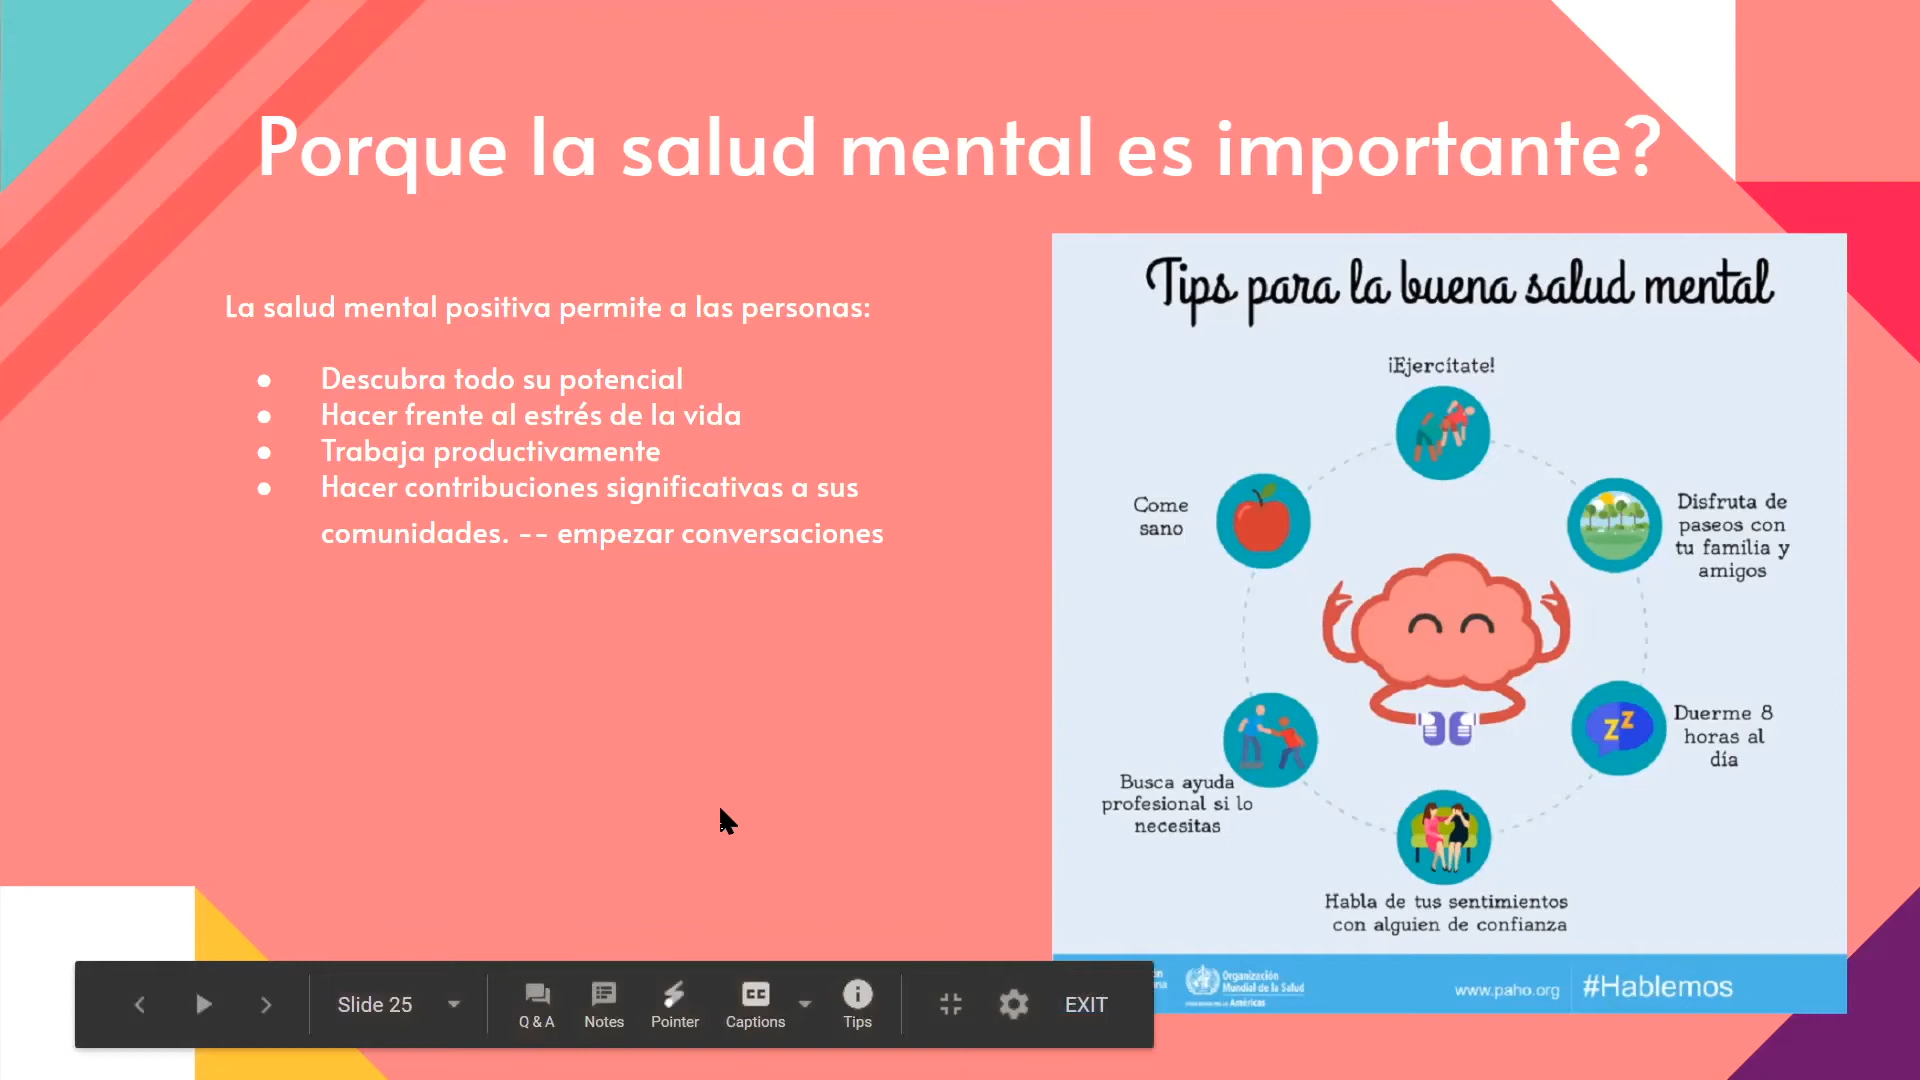 Porque la salud mental es importante?
La salud mental positiva permite a las personas:
● Descubra todo su potencial
● Hacer frente al estrés de la vida
● Trabaja productivamente
● Hacer contribuciones significativas a sus
comunidades. -- empezar conversaciones
Tips para la buena salud mental
¡Ejercítate!
Come
sano
Disfruta de
paseos con
tu familia y
amigos
Duerme 8
horas al
día
Busca ayuda
profesional si lo
necesitas
Habla de tus sentimientos
con alguien de confianza
Organización
Mundial de la Salud
Américas
www.paho.org
#Hablemos
Slide 25
Q & A
Notes
Pointer
Captions
Tips
EXIT